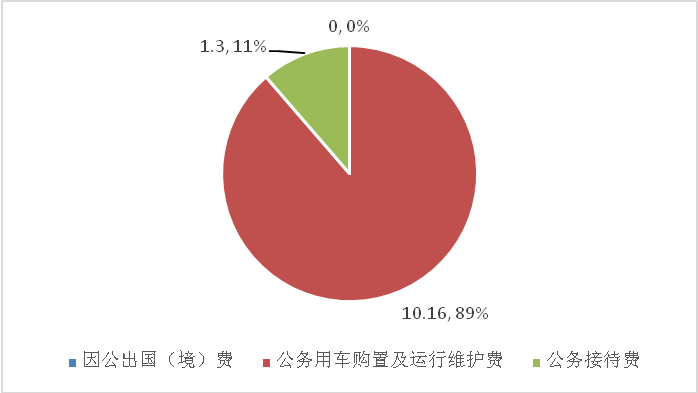 0, 0%
1.3, 11%
10.16, 89%
因公出国（境）费 公务用车购置及运行维护费 公务接待费